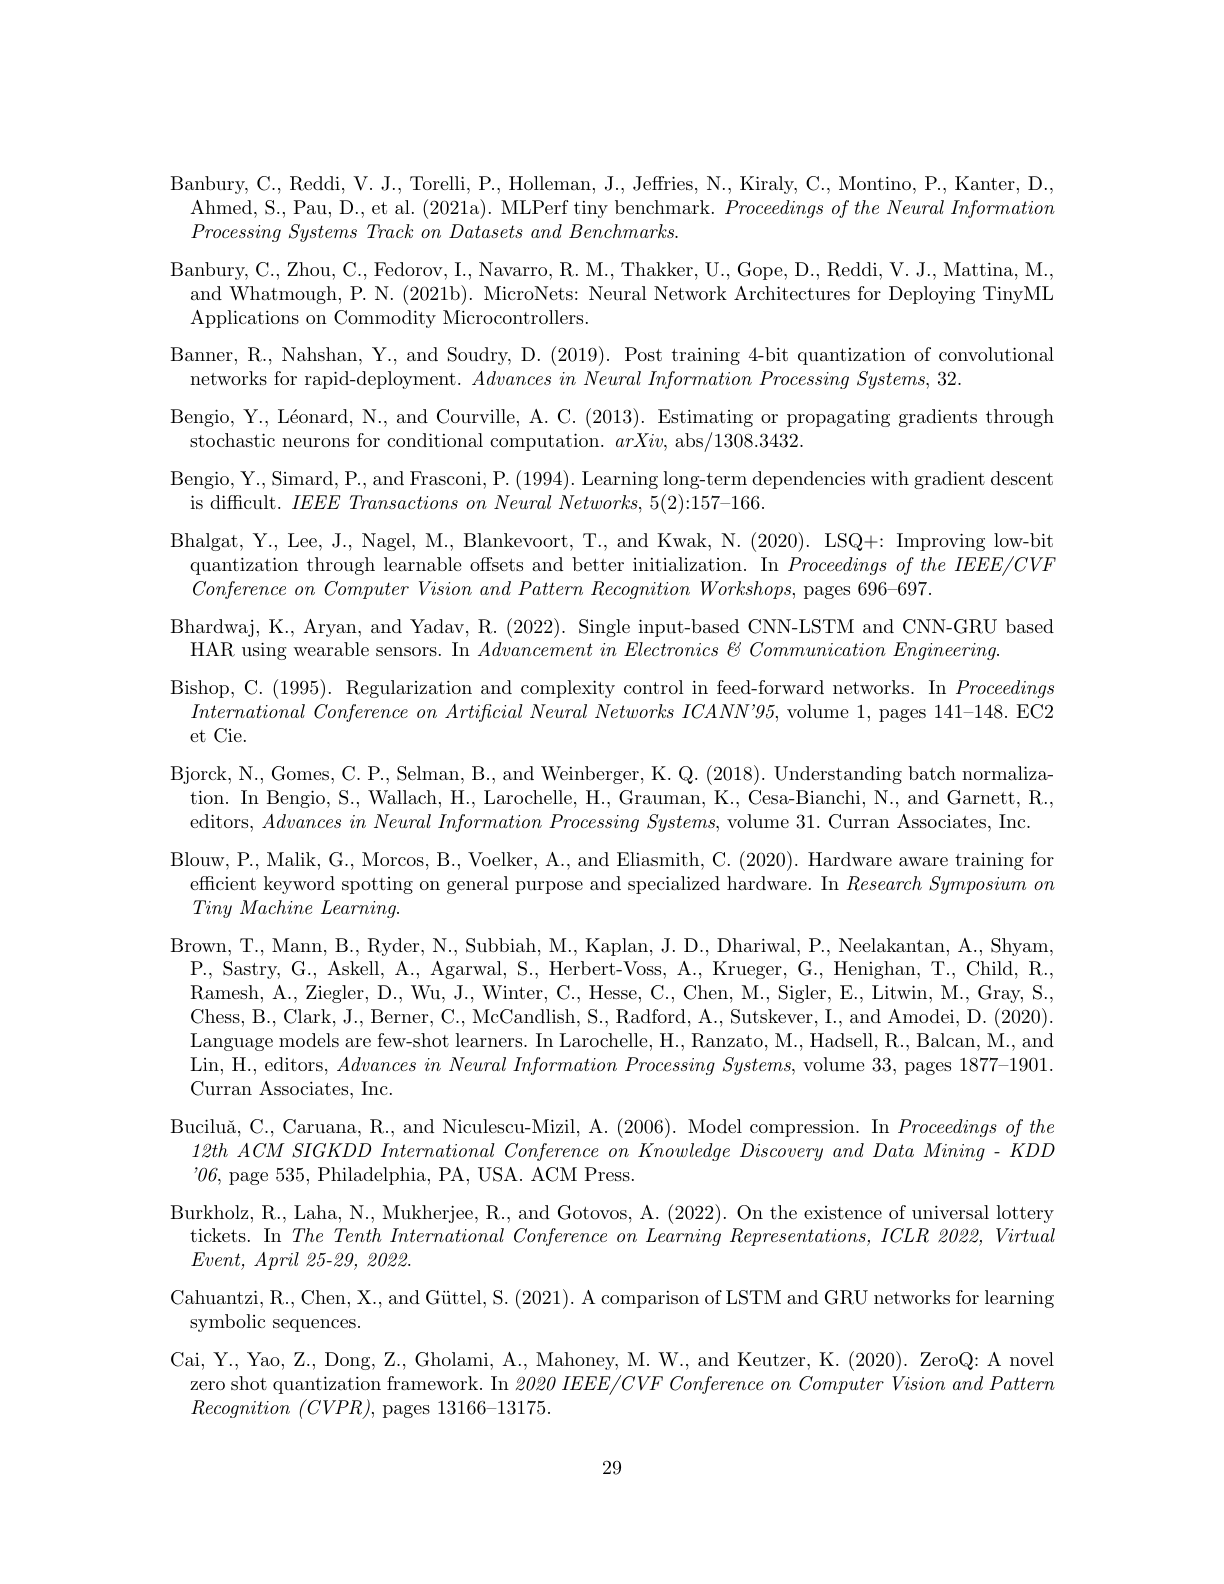 Banbury, C., Reddi, V. J., Torelli, P., Holleman, J., Jeffries, N., Kiraly, C., Montino, P., Kanter, D.,
Ahmed, S., Pau, D., et al. (2021a). MLPerf tiny benchmark. Proceedings of the Neural Information
Processing Systems Track on Datasets and Benchmarks.
Banbury, C., Zhou, C., Fedorov, I., Navarro, R. M., Thakker, U., Gope, D., Reddi, V. J., Mattina, M.,
and Whatmough, P. N. (2021b). MicroNets: Neural Network Architectures for Deploying TinyML
Applications on Commodity Microcontrollers.
Banner, R., Nahshan, Y., and Soudry, D. (2019). Post training 4-bit quantization of convolutional
networks for rapid-deployment. Advances in Neural Information Processing Systems, 32.
Bengio, Y., Léonard, N., and Courville, A. C. (2013). Estimating or propagating gradients through
stochastic neurons for conditional computation. arXiv, abs/1308.3432.
Bengio, Y., Simard, P., and Frasconi, P. (1994). Learning long-term dependencies with gradient descent
is difficult. IEEE Transactions on Neural Networks, 5(2):157–166.
Bhalgat, Y., Lee, J., Nagel, M., Blankevoort, T., and Kwak, N. (2020). LSQ+: Improving low-bit
quantization through learnable offsets and better initialization. In Proceedings of the IEEE/CVF
Conference on Computer Vision and Pattern Recognition Workshops, pages 696–697.
Bhardwaj, K., Aryan, and Yadav, R. (2022). Single input-based CNN-LSTM and CNN-GRU based
HAR using wearable sensors. In Advancement in Electronics & Communication Engineering.
Bishop, C. (1995). Regularization and complexity control in feed-forward networks. In Proceedings
International Conference on Artificial Neural Networks ICANN'95, volume 1, pages 141–148. EC2
et Cie.
Bjorck, N., Gomes, C. P., Selman, B., and Weinberger, K. Q. (2018). Understanding batch normaliza-
tion. In Bengio, S., Wallach, H., Larochelle, H., Grauman, K., Cesa-Bianchi, N., and Garnett, R.,
editors, Advances in Neural Information Processing Systems, volume 31. Curran Associates, Inc.
Blouw, P., Malik, G., Morcos, B., Voelker, A., and Eliasmith, C. (2020). Hardware aware training for
efficient keyword spotting on general purpose and specialized hardware. In Research Symposium on
Tiny Machine Learning.
Brown, T., Mann, B., Ryder, N., Subbiah, M., Kaplan, J. D., Dhariwal, P., Neelakantan, A., Shyam,
P., Sastry, G., Askell, A., Agarwal, S., Herbert-Voss, A., Krueger, G., Henighan, T., Child, R.,
Ramesh, A., Ziegler, D., Wu, J., Winter, C., Hesse, C., Chen, M., Sigler, E., Litwin, M., Gray, S.,
Chess, B., Clark, J., Berner, C., McCandlish, S., Radford, A., Sutskever, I., and Amodei, D. (2020).
Language models are few-shot learners. In Larochelle, H., Ranzato, M., Hadsell, R., Balcan, M., and
Lin, H., editors, Advances in Neural Information Processing Systems, volume 33, pages 1877–1901.
Curran Associates, Inc.
Buciluǎ, C., Caruana, R., and Niculescu-Mizil, A. (2006). Model compression. In Proceedings of the
12th ACM SIGKDD International Conference on Knowledge Discovery and Data Mining - KDD
'06, page 535, Philadelphia, PA, USA. ACM Press.
Burkholz, R., Laha, N., Mukherjee, R., and Gotovos, A. (2022). On the existence of universal lottery
tickets. In The Tenth International Conference on Learning Representations, ICLR 2022, Virtual
Event, April 25-29, 2022.
Cahuantzi, R., Chen, X., and Güttel, S. (2021). A comparison of LSTM and GRU networks for learning
symbolic sequences.
Cai, Y., Yao, Z., Dong, Z., Gholami, A., Mahoney, M. W., and Keutzer, K. (2020). ZeroQ: A novel
zero shot quantization framework. In 2020 IEEE/CVF Conference on Computer Vision and Pattern
Recognition (CVPR), pages 13166–13175.
29